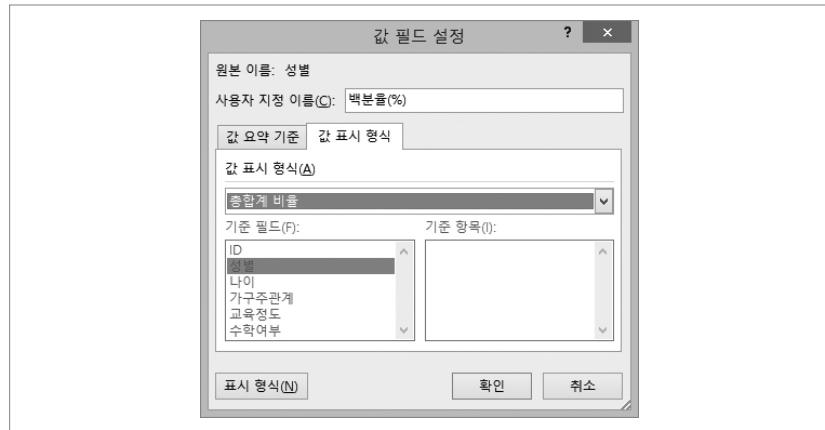 값 필드 설정 ? ×
원본 이름: 성별
사용자 지정 이름(C): 백분율(%)
값 요약 기준 값 표시 형식
값 표시 형식(A)
총합계 비율
기준 필드(F): 기준 항목(I):
ID
성별
나이
가구주관계
교육정도
수학여부
표시 형식(N) 확인 취소